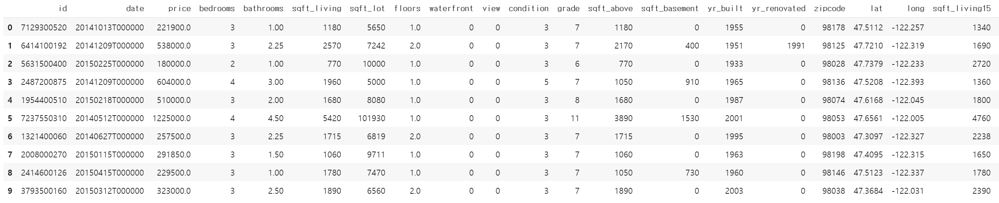 id date price bedrooms bathrooms sqft_living sqft_lot floors waterfront view condition grade sqft_above sqft_basement yr_built yr_renovated zipcode lat long sqft_living15
0 7129300520 20141013T000000 221900.0 3 1.00 1180 5650 1.0 0 0 3 7 1180 0 1955 0 98178 47.5112 -122.257 1340
1 6414100192 20141209T000000 538000.0 3 2.25 2570 7242 2.0 0 0 3 7 2170 400 1951 1991 98125 47.7210 -122.319 1690
2 5631500400 20150225T000000 180000.0 2 1.00 770 10000 1.0 0 0 3 6 770 0 1933 0 98028 47.7379 -122.233 2720
3 2487200875 20141209T000000 604000.0 4 3.00 1960 5000 1.0 0 0 5 7 1050 910 1965 0 98136 47.5208 -122.393 1360
4 1954400510 20150218T000000 510000.0 3 2.00 1680 8080 1.0 0 0 3 8 1680 0 1987 0 98074 47.6168 -122.045 1800
5 7237550310 20140512T000000 1225000.0 4 4.50 5420 101930 1.0 0 0 3 11 3890 1530 2001 0 98053 47.6561 -122.005 4760
6 1321400060 20140627T000000 257500.0 3 2.25 1715 6819 2.0 0 0 3 7 1715 0 1995 0 98003 47.3097 -122.327 2238
7 2008000270 20150115T000000 291850.0 3 1.50 1060 9711 1.0 0 0 3 7 1060 0 1963 0 98198 47.4095 -122.315 1650
8 2414600126 20150415T000000 229500.0 3 1.00 1780 7470 1.0 0 0 3 7 1050 730 1960 0 98146 47.5123 -122.337 1780
9 3793500160 20150312T000000 323000.0 3 2.50 1890 6560 2.0 0 0 3 7 1890 0 2003 0 98038 47.3684 -122.031 2390